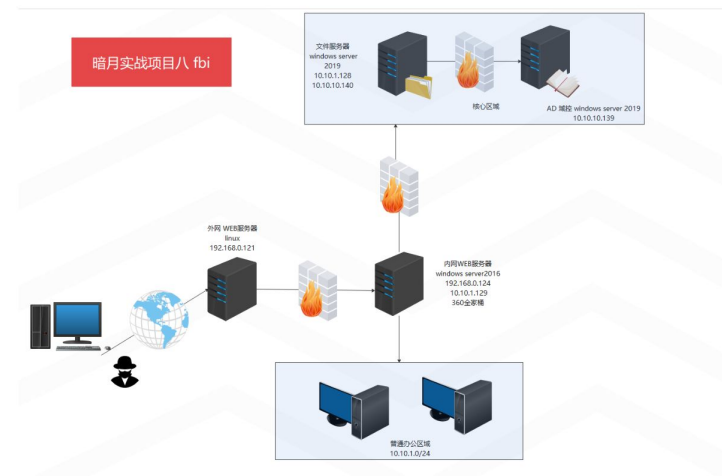 暗月实战项目八 fbi
文件服务器
windows server
2019
10.10.1.128
10.10.10.140
核心区域
AD 域控 windows server 2019
10.10.10.139
外网 WEB服务器
linux
192.168.0.121
内网WEB服务器
windows server2016
192.168.0.124
10.10.1.129
360全家桶
普通办公区域
10.10.1.0/24